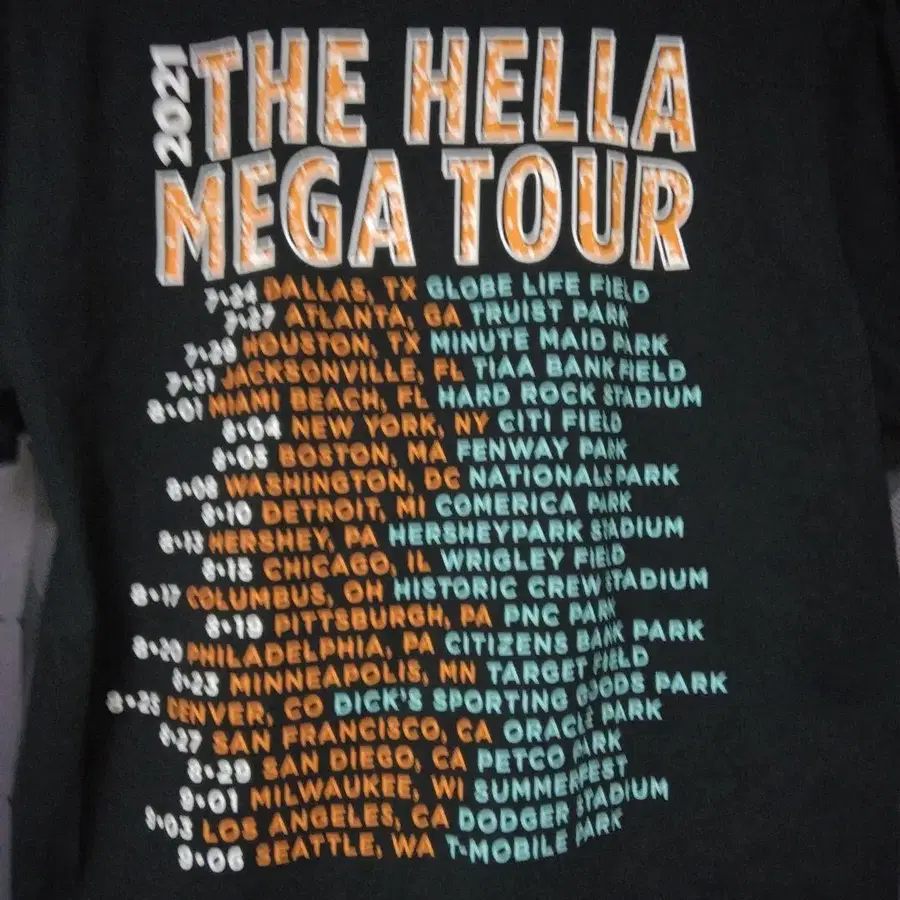 2021
THE HELLA
MEGA TOUR
7•24 DALLAS, TX GLOBE LIFE FIELD
7•27 ATLANTA, GA TRUIST PARK
7•29 HOUSTON, TX MINUTE MAID PARK
7•31 JACKSONVILLE, FL TIAA BANK FIELD
8•01 MIAMI BEACH, FL HARD ROCK STADIUM
8•04 NEW YORK, NY CITI FIELD
8•05 BOSTON, MA FENWAY PARK
8•08 WASHINGTON, DC NATIONALS PARK
8•10 DETROIT, MI COMERICA PARK
8•13 HERSHEY, PA HERSHEYPARK STADIUM
8•15 CHICAGO, IL WRIGLEY FIELD
8•17 COLUMBUS, OH HISTORIC CREW STADIUM
8•19 PITTSBURGH, PA PNC PARK
8•20 PHILADELPHIA, PA CITIZENS BANK PARK
8•23 MINNEAPOLIS, MN TARGET FIELD
8•25 DENVER, CO DICK'S SPORTING GOODS PARK
8•27 SAN FRANCISCO, CA ORACLE PARK
8•29 SAN DIEGO, CA PETCO PARK
9•01 MILWAUKEE, WI SUMMERFEST
9•03 LOS ANGELES, CA DODGER STADIUM
9•06 SEATTLE, WA T-MOBILE PARK